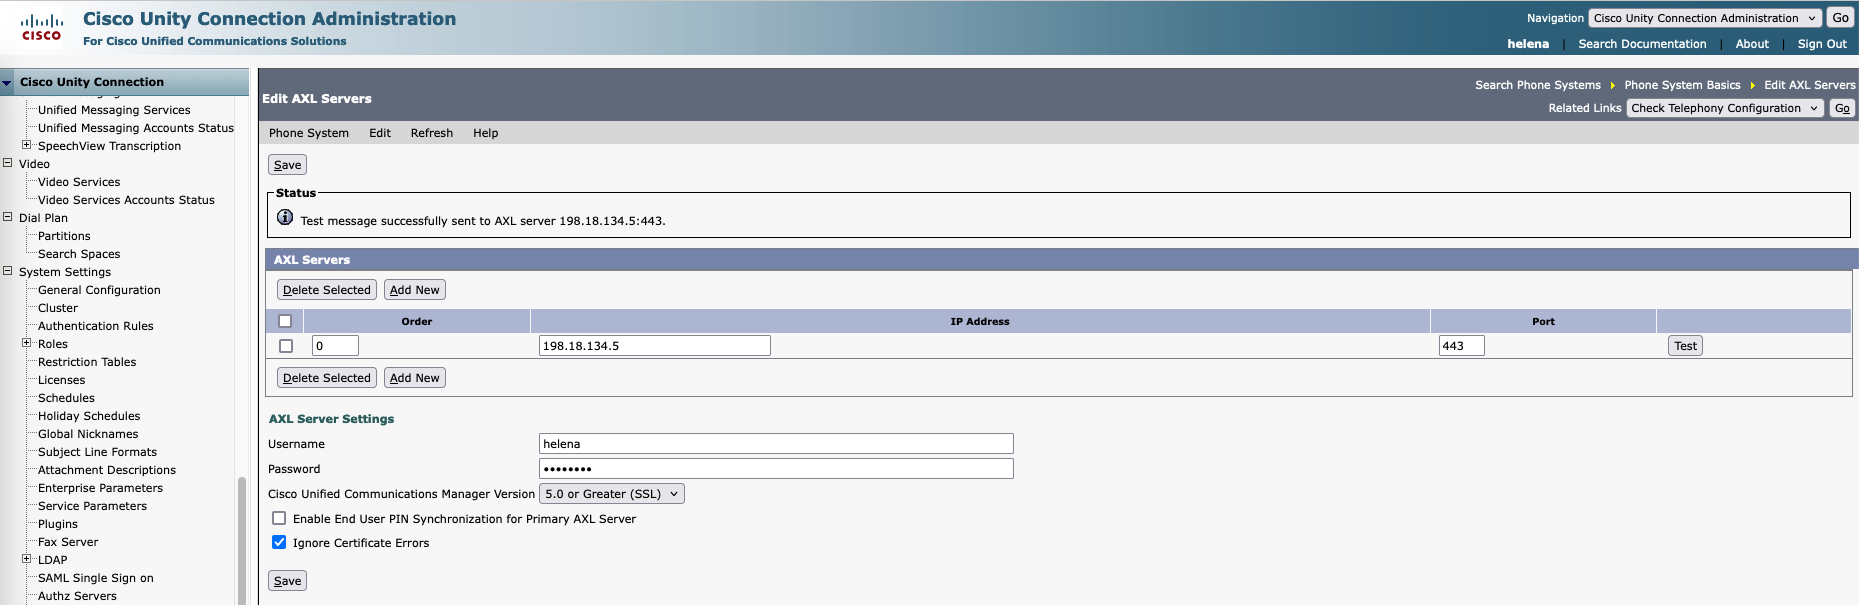 Cisco Unity Connection Administration
For Cisco Unified Communications Solutions
CISCO
Navigation Cisco Unity Connection Administration Go
helena | Search Documentation | About | Sign Out
Cisco Unity Connection
Unified Messaging Services
Unified Messaging Accounts Status
SpeechView Transcription
Video
Video Services
Video Services Accounts Status
Dial Plan
Partitions
Search Spaces
System Settings
General Configuration
Cluster
Authentication Rules
Roles
Restriction Tables
Licenses
Schedules
Holiday Schedules
Global Nicknames
Subject Line Formats
Attachment Descriptions
Enterprise Parameters
Service Parameters
Plugins
Fax Server
LDAP
SAML Single Sign on
Authz Servers
Edit AXL Servers
Search Phone Systems Phone System Basics Edit AXL Servers
Related Links Check Telephony Configuration Go
Phone System Edit Refresh Help
Save
Status
Test message successfully sent to AXL server 198.18.134.5:443.
AXL Servers
Delete Selected Add New
Order IP Address Port
0 198.18.134.5 443 Test
Delete Selected Add New
AXL Server Settings
Username helena
Password ••••••••
Cisco Unified Communications Manager Version 5.0 or Greater (SSL)
Enable End User PIN Synchronization for Primary AXL Server
Ignore Certificate Errors
Save